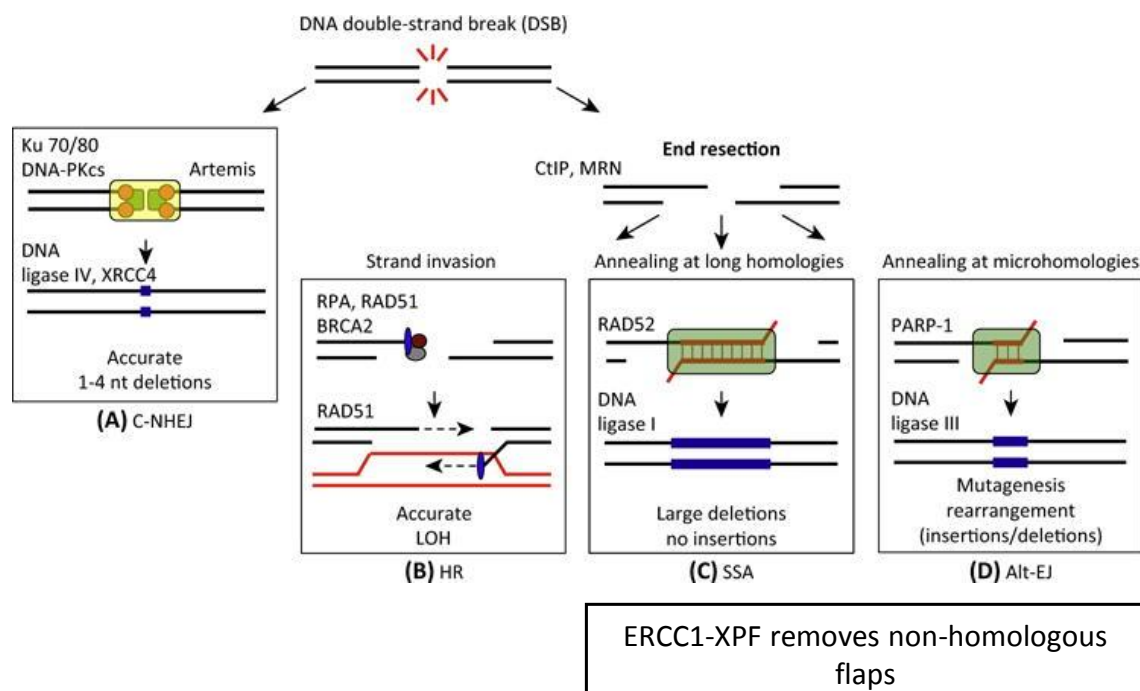 DNA double-strand break (DSB)
Ku 70/80
DNA-PKcs
Artemis
DNA
ligase IV, XRCC4
Accurate
1-4 nt deletions
(A) C-NHEJ
End resection
CtIP, MRN
Strand invasion
RPA, RAD51
BRCA2
RAD51
Accurate
LOH
(B) HR
Annealing at long homologies
RAD52
DNA
ligase I
Large deletions
no insertions
(C) SSA
Annealing at microhomologies
PARP-1
DNA
ligase III
Mutagenesis
rearrangement
(insertions/deletions)
(D) Alt-EJ
ERCC1-XPF removes non-homologous
flaps